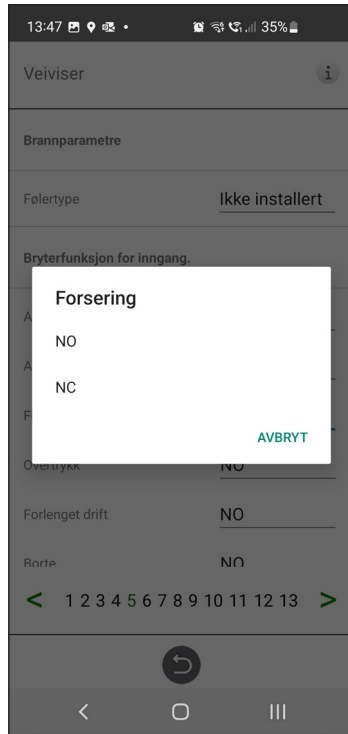 13:47 35%
Veiviser i
Brannparametre
Følertype Ikke installert
Bryterfunksjon for inngang.
Forsering
NO
NC
AVBRYT
Overtrykk NO
Forlenget drift NO
Borte NO
< 1 2 3 4 5 6 7 8 9 10 11 12 13 >